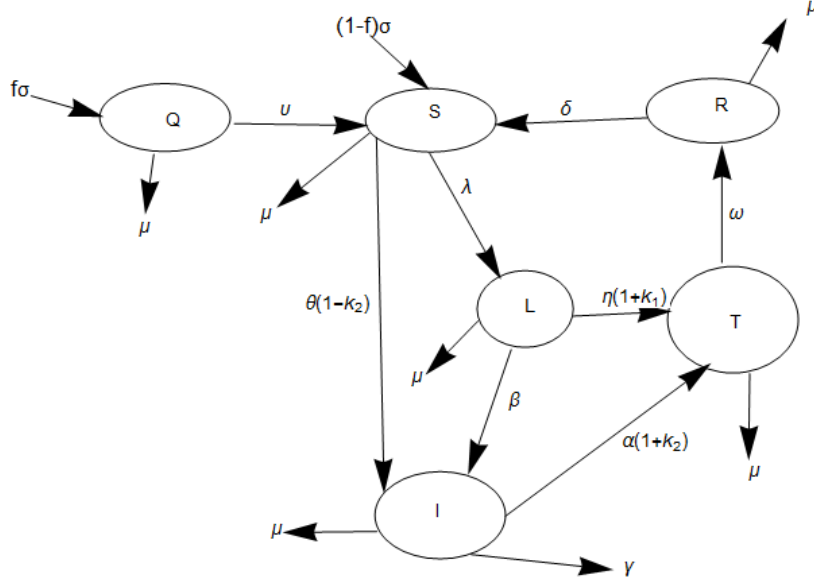 μ
(1-f)σ
fσ
Q
υ
S
δ
R
μ
μ
λ
ω
θ(1-k₂)
L
η(1+k₁)
T
μ
β
α(1+k₂)
μ
I
μ
γ